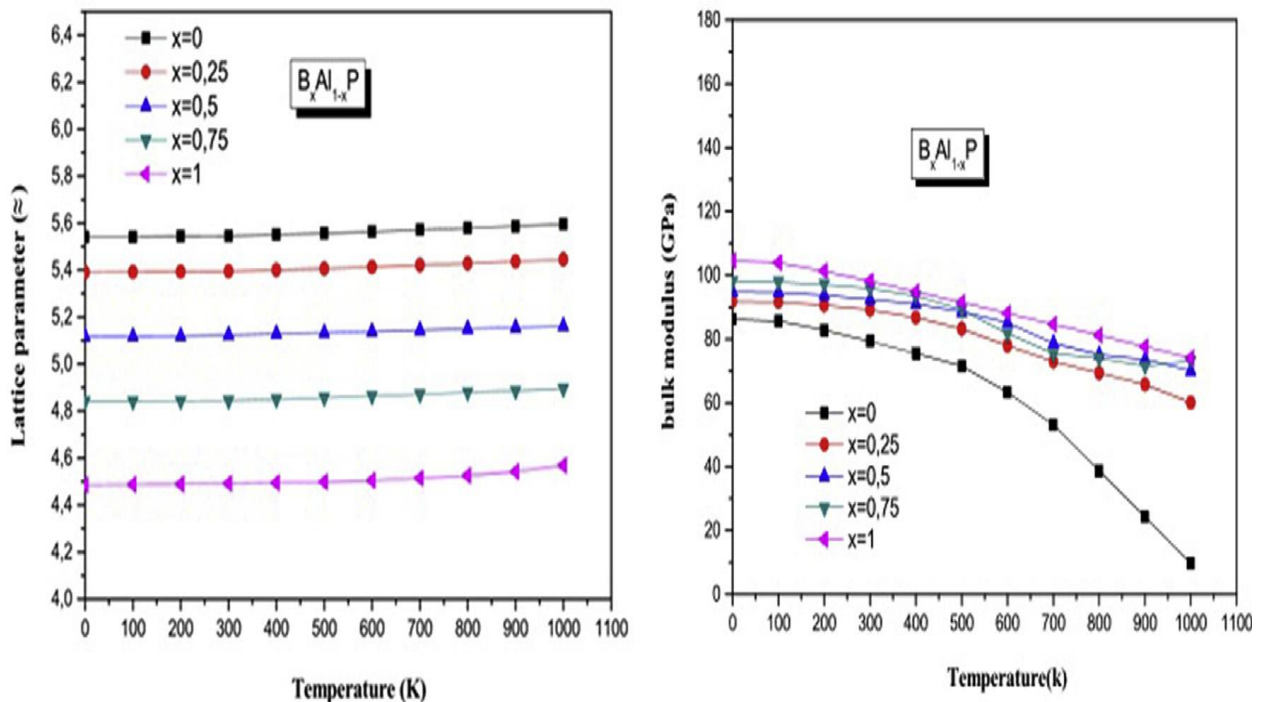 6,4
6,2
6,0
5,8
5,6
5,4
5,2
5,0
4,8
4,6
4,4
4,2
4,0
Lattice parameter (≈)
x=0
x=0,25
x=0,5
x=0,75
x=1
BₓAl₁₋ₓP
0 100 200 300 400 500 600 700 800 900 1000 1100
Temperature (K)
180
160
140
120
100
80
60
40
20
0
bulk modulus (GPa)
BₓAl₁₋ₓP
x=0
x=0,25
x=0,5
x=0,75
x=1
0 100 200 300 400 500 600 700 800 900 1000 1100
Temperature(k)